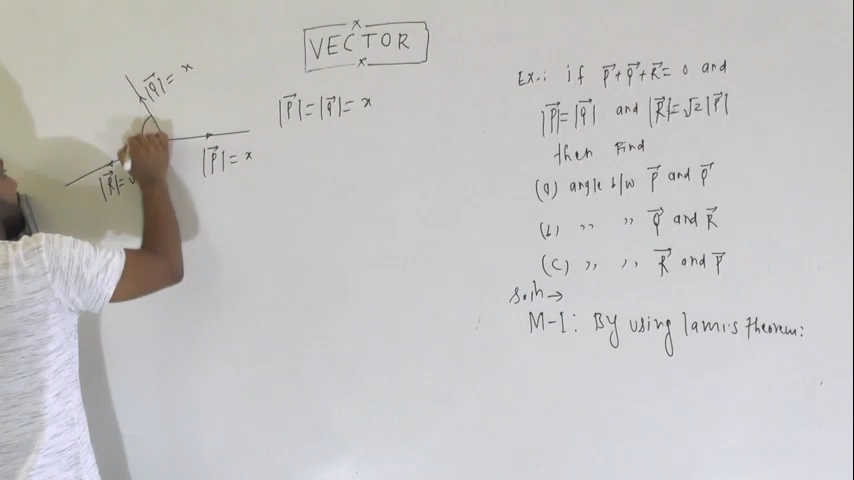 x
VECTOR
x
|Q⃗| = x
|P⃗| = x
|R⃗| = √
|P⃗| = |Q⃗| = x
Ex.: if P⃗+Q⃗+R⃗ = 0 and
|P⃗| = |Q⃗| and |R⃗| = √2|P⃗|
then Find
(a) angle b/w P⃗ and Q⃗
(b) ,, ,, Q⃗ and R⃗
(c) ,, ,, R⃗ and P⃗
Soln →
M-I: By using lami's theorem: